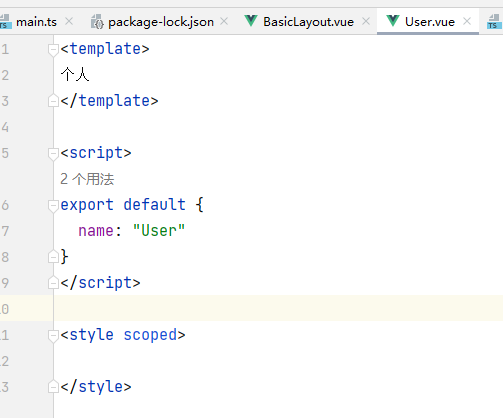 main.ts package-lock.json BasicLayout.vue User.vue
1 <template>
2 个人
3 </template>
4
5 <script>
2 个用法
6 export default {
7 name: "User"
8 }
9 </script>
0
1 <style scoped>
2
3 </style>